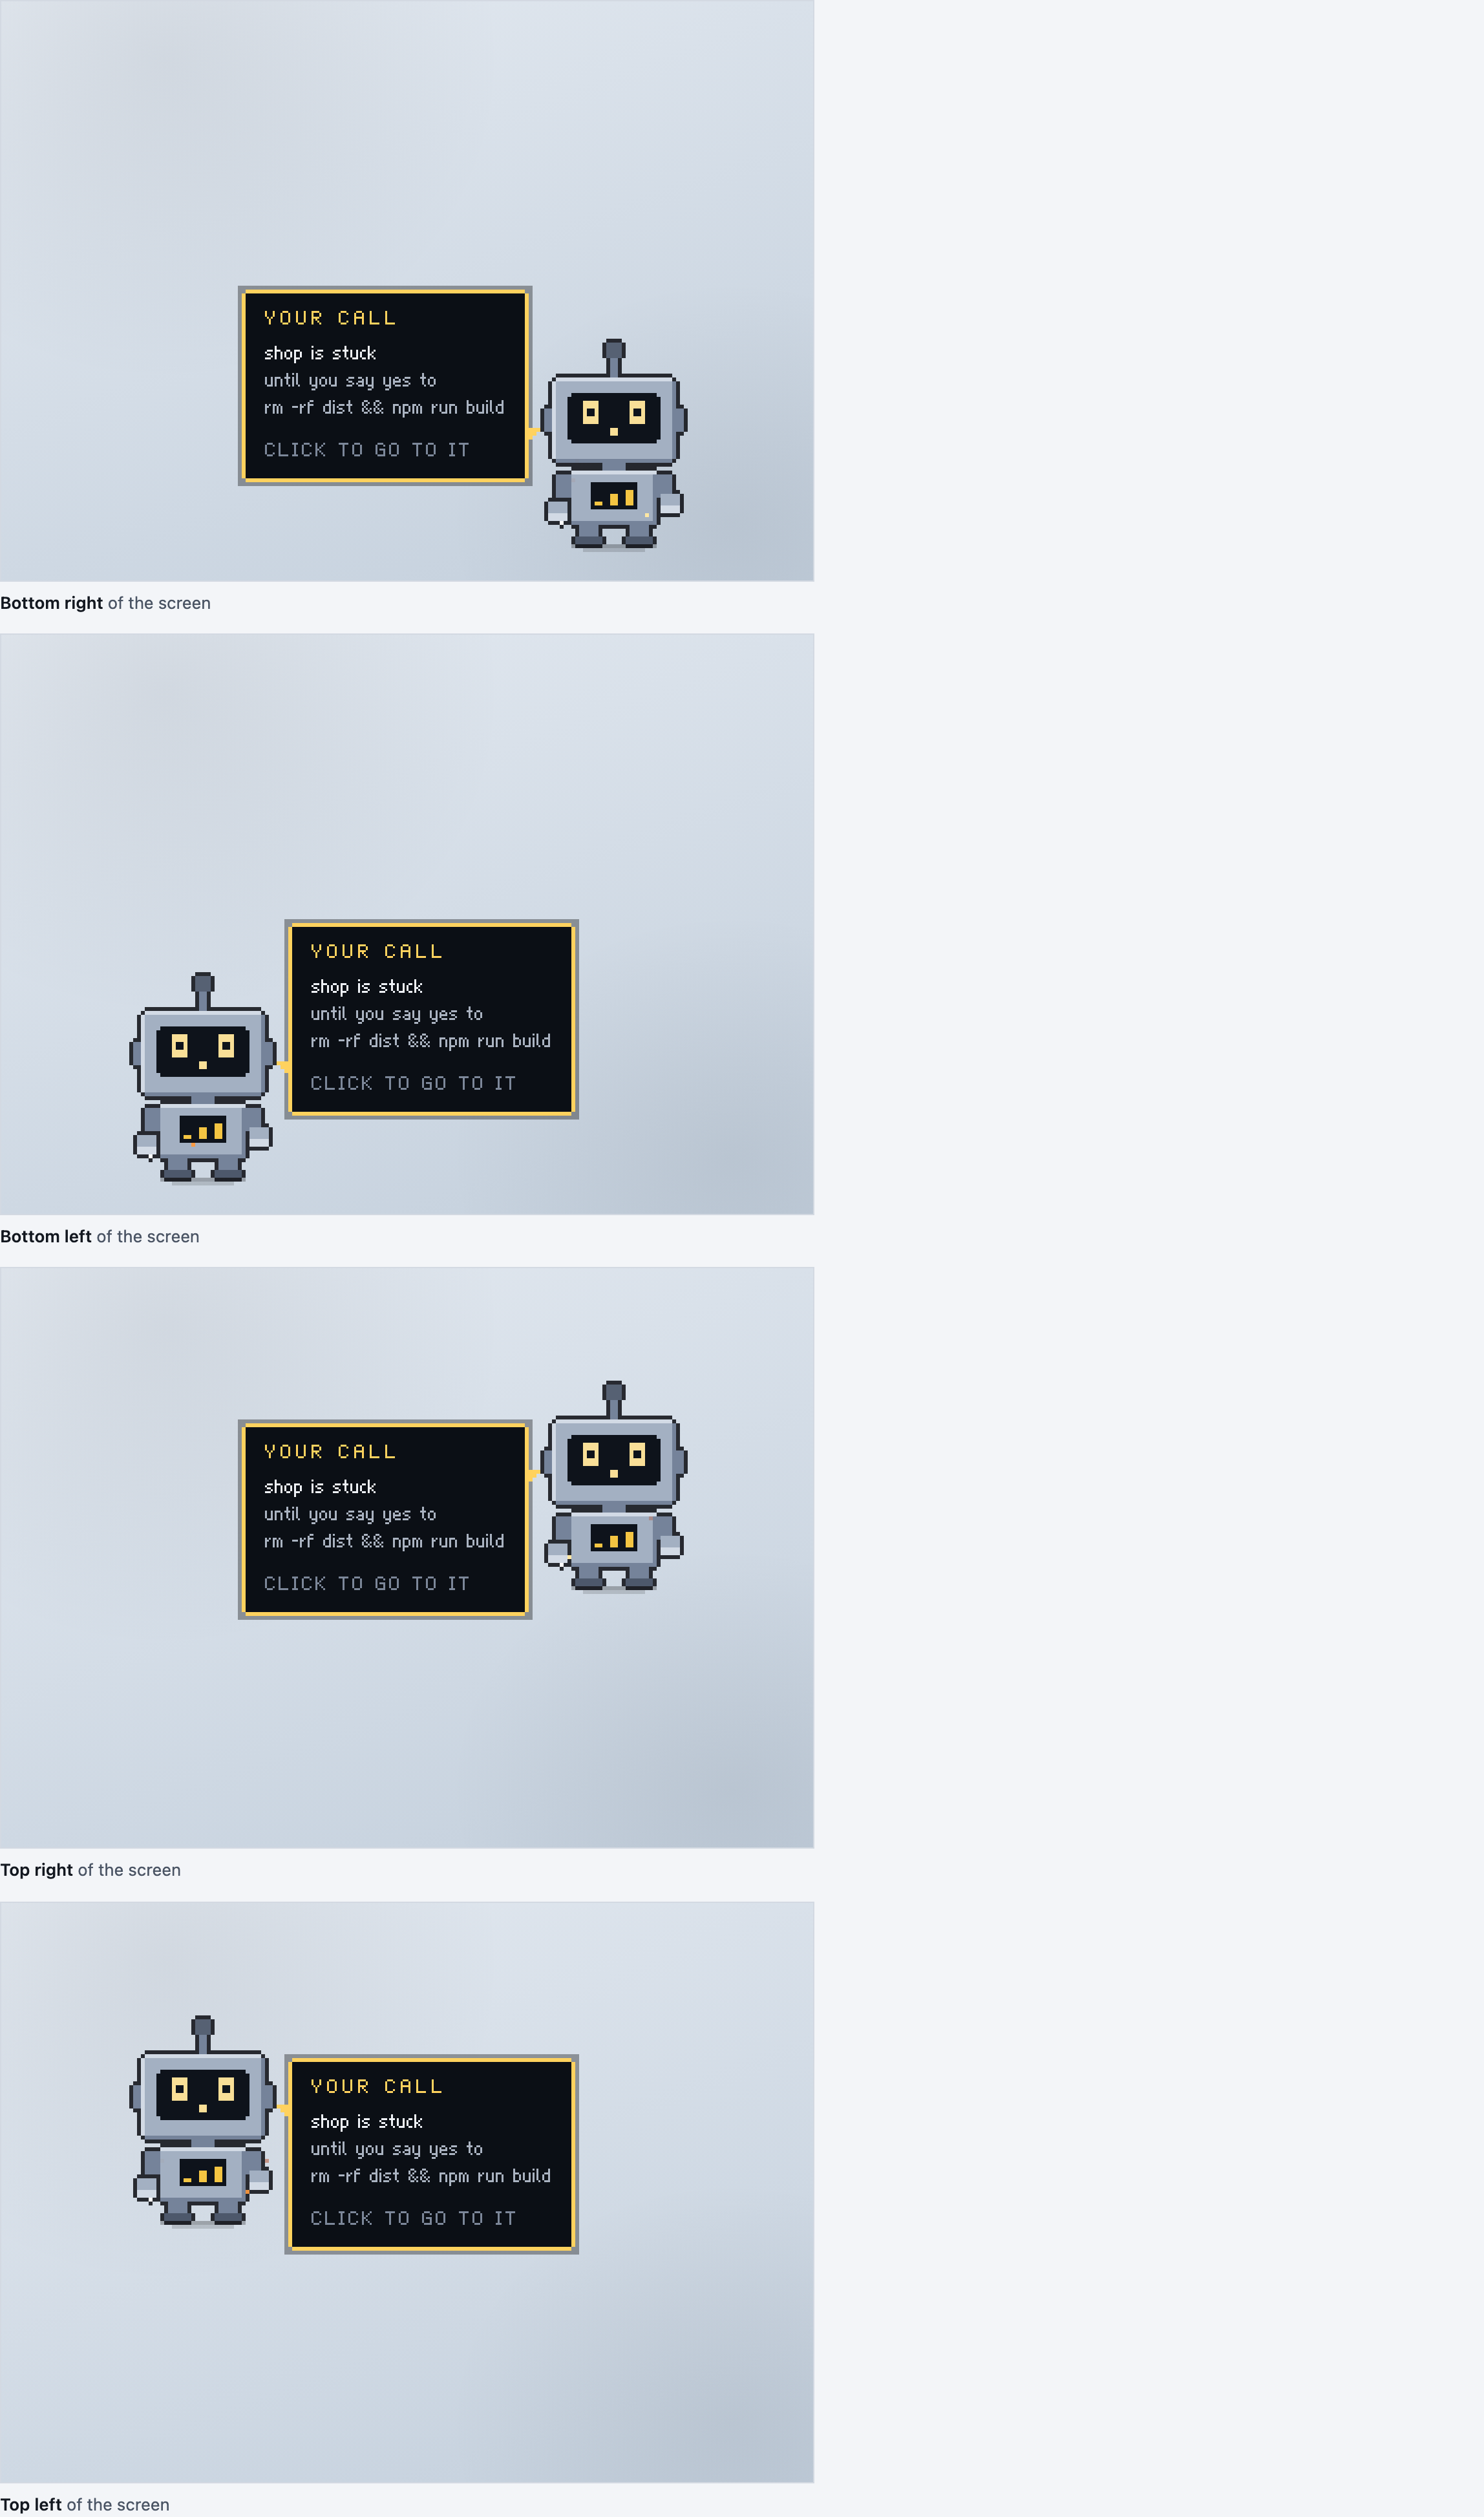 YOUR CALL
shop is stuck
until you say yes to
rm -rf dist && npm run build
CLICK TO GO TO IT
Bottom right of the screen
YOUR CALL
shop is stuck
until you say yes to
rm -rf dist && npm run build
CLICK TO GO TO IT
Bottom left of the screen
YOUR CALL
shop is stuck
until you say yes to
rm -rf dist && npm run build
CLICK TO GO TO IT
Top right of the screen
YOUR CALL
shop is stuck
until you say yes to
rm -rf dist && npm run build
CLICK TO GO TO IT
Top left of the screen